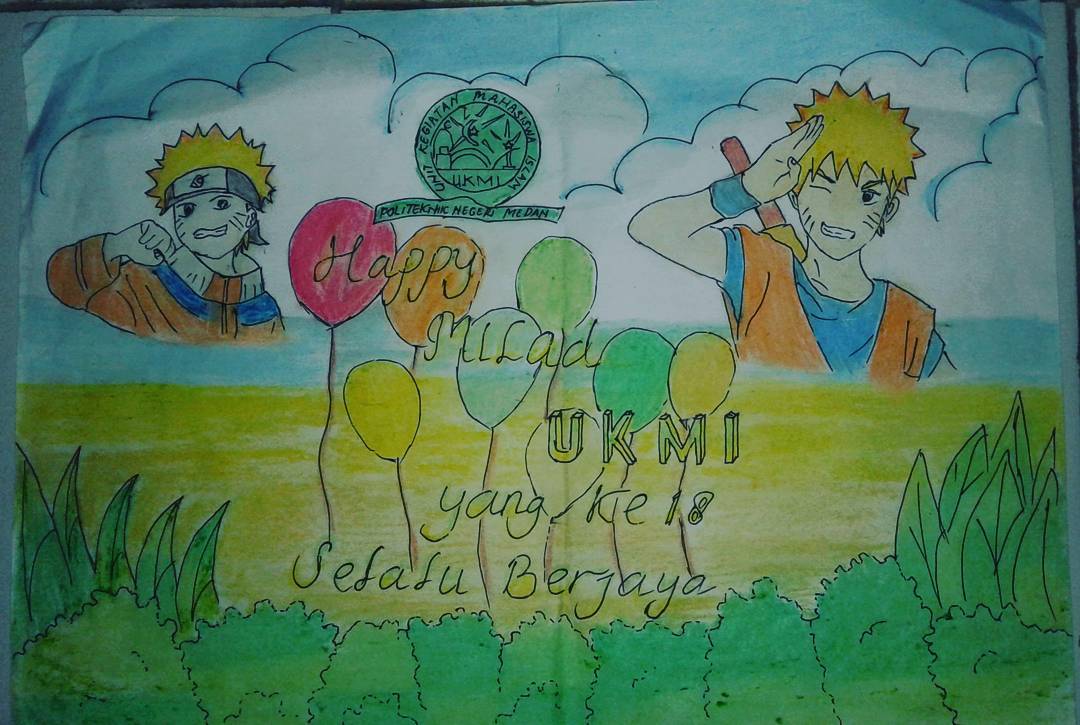 UNIT KEGIATAN MAHASISWA ISLAM
UKMI
POLITEKNIK NEGERI MEDAN
Happy
Milad
UKMI
yang ke 18
Selalu Berjaya